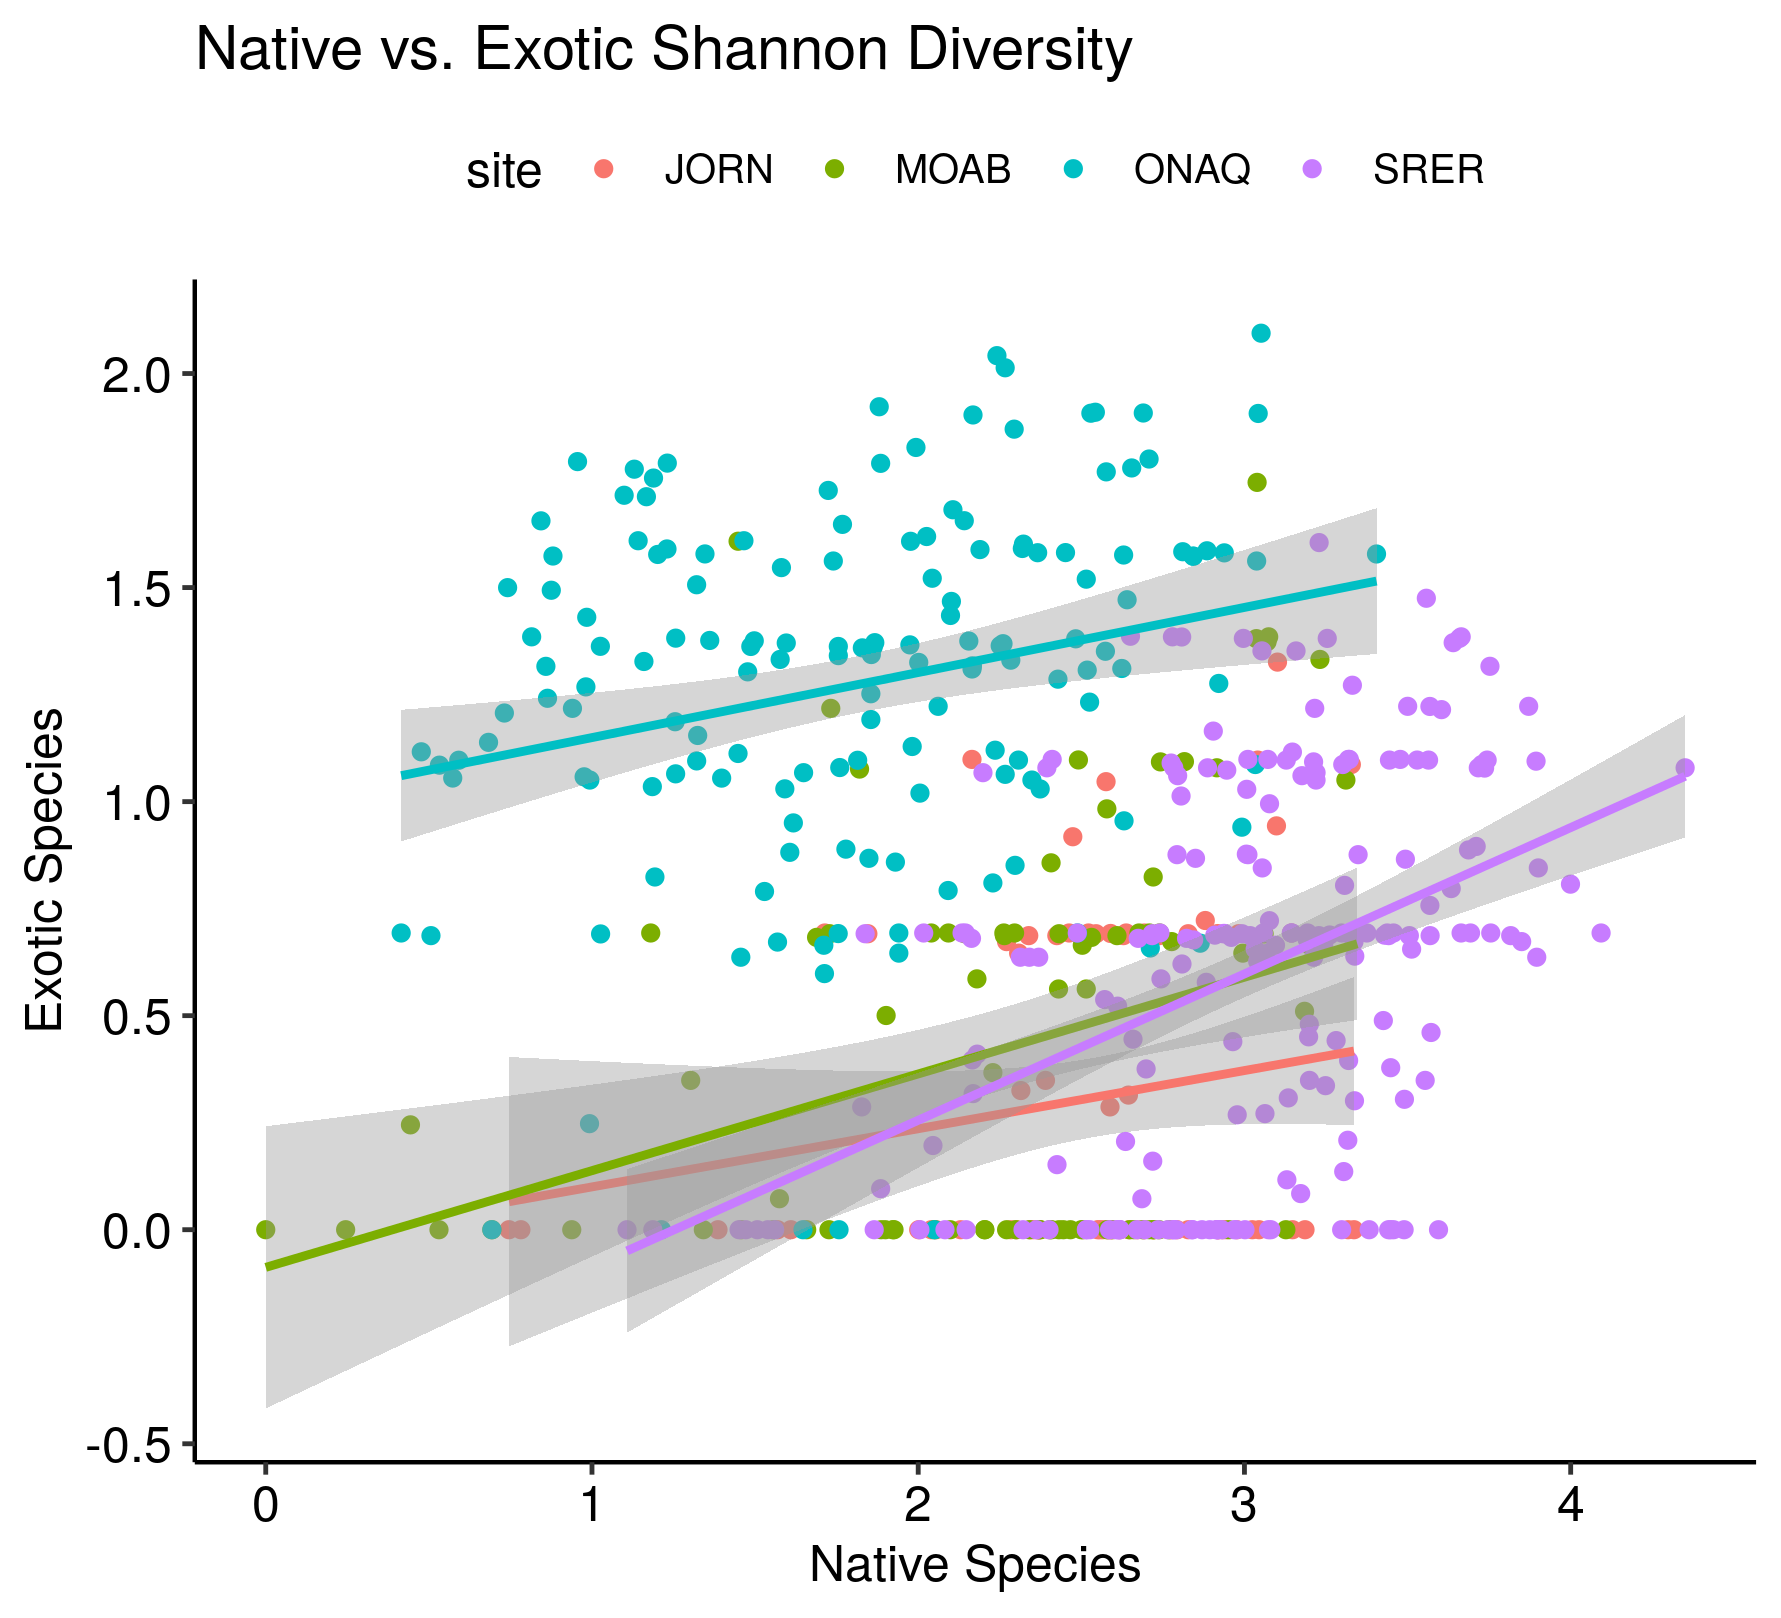 Native vs. Exotic Shannon Diversity
site JORN MOAB ONAQ SRER
2.0
1.5
1.0
0.5
0.0
-0.5
Exotic Species
0 1 2 3 4
Native Species